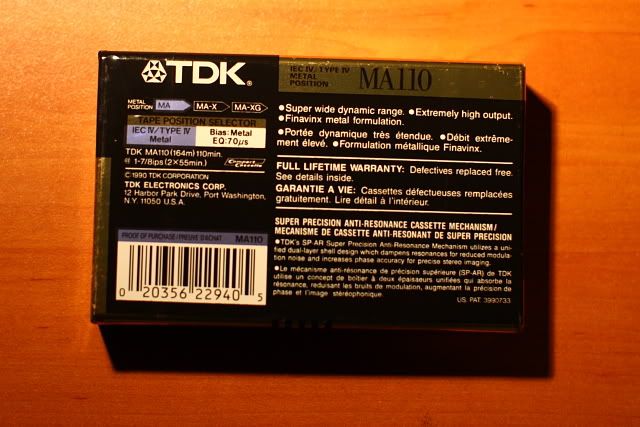 TDK®
IEC IV/TYPE IV
METAL
POSITION
MA110
METAL
POSITION
MA
MA-X
MA-XG
TAPE POSITION SELECTOR
IEC IV/TYPE IV
Metal
Bias: Metal
EQ: 70µs
TDK MA110 (164m) 110min.
@ 1-7/8ips (2×55min.)
Compact
Cassette
© 1990 TDK CORPORATION
TDK ELECTRONICS CORP.
12 Harbor Park Drive, Port Washington,
N.Y. 11050 U.S.A.
PROOF OF PURCHASE/PREUVE D'ACHAT
MA110
0 20356 22940 5
●Super wide dynamic range. ●Extremely high output.
●Finavinx metal formulation.
●Portée dynamique très étendue. ●Débit extrême-
ment élevé. ●Formulation métallique Finavinx.
FULL LIFETIME WARRANTY: Defectives replaced free.
See details inside.
GARANTIE A VIE: Cassettes défectueuses remplacées
gratuitement. Lire détail à l'intérieur.
SUPER PRECISION ANTI-RESONANCE CASSETTE MECHANISM/
MECANISME DE CASSETTE ANTI-RESONANT DE SUPER PRECISION
●TDK's SP-AR Super Precision Anti-Resonance Mechanism utilizes a uni-
fied dual-layer shell design which dampens resonances for reduced modula-
tion noise and increases phase accuracy for precise stereo imaging.
●Le mécanisme anti-résonance de précision supérieure (SP-AR) de TDK
utilise un concept de boîtier à deux épaisseurs unifiées qui absorbe la
résonance, réduisant les bruits de modulation, augmentant la précision de
phase et l'image stéréophonique.
US. PAT. 3990733